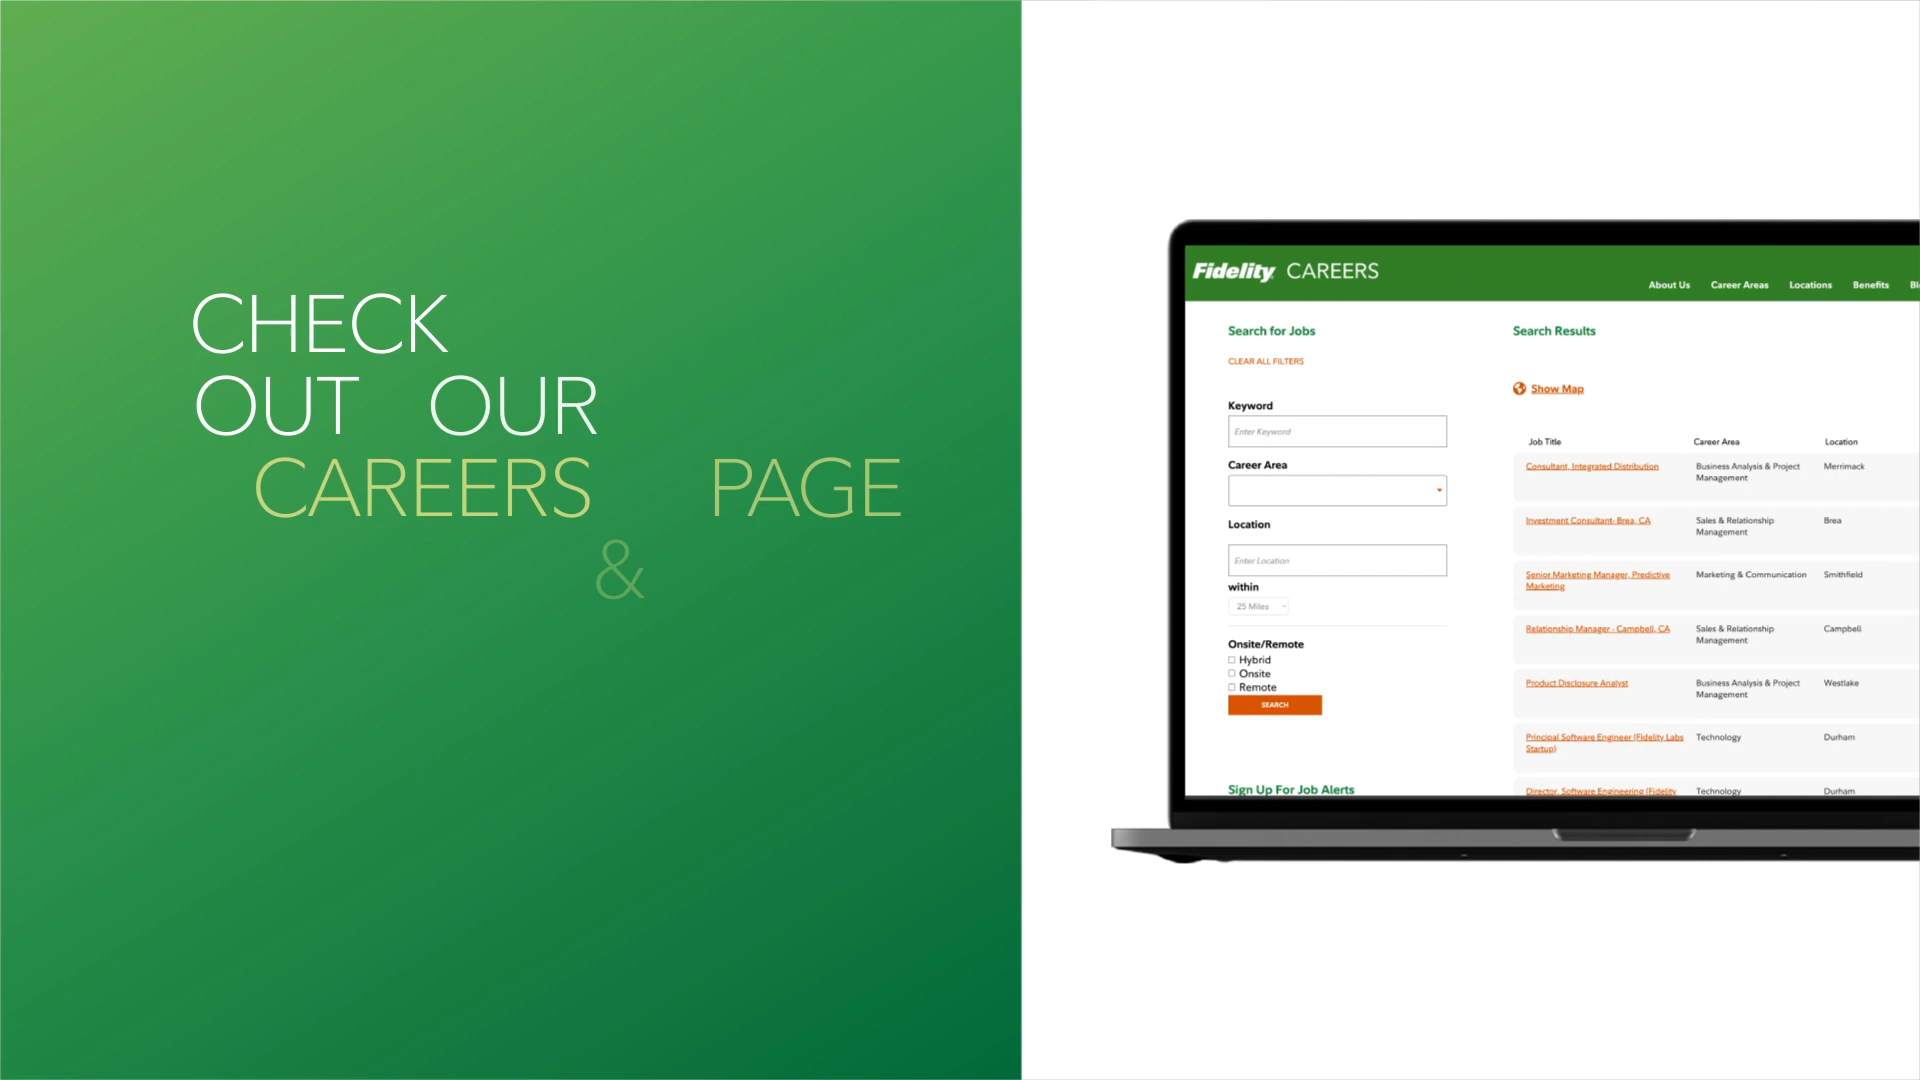 CHECK
OUT OUR
CAREERS PAGE
&
Fidelity CAREERS
About Us Career Areas Locations Benefits
Search for Jobs
CLEAR ALL FILTERS
Keyword
Enter Keyword
Career Area
Location
Enter Location
within
25 Miles
Onsite/Remote
Hybrid
Onsite
Remote
SEARCH
Sign Up For Job Alerts
Search Results
Show Map
Job Title Career Area Location
Consultant, Integrated Distribution Business Analysis & Project Merrimack
Management
Investment Consultant- Brea, CA Sales & Relationship Brea
Management
Senior Marketing Manager, Predictive Marketing & Communication Smithfield
Marketing
Relationship Manager - Campbell, CA Sales & Relationship Campbell
Management
Product Disclosure Analyst Business Analysis & Project Westlake
Management
Principal Software Engineer (Fidelity Labs Technology Durham
Startup)
Director, Software Engineering (Fidelity Technology Durham